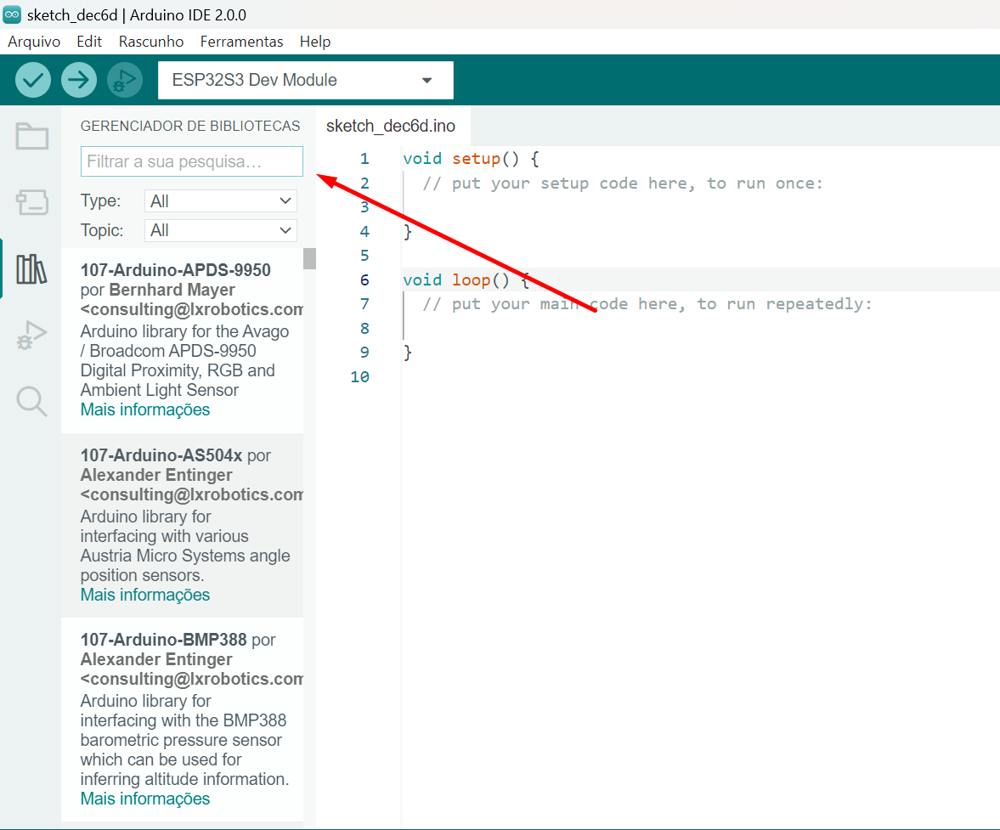 sketch_dec6d | Arduino IDE 2.0.0
Arquivo Edit Rascunho Ferramentas Help
ESP32S3 Dev Module
GERENCIADOR DE BIBLIOTECAS
Filtrar a sua pesquisa...
Type: All
Topic: All
107-Arduino-APDS-9950
por Bernhard Mayer
<consulting@lxrobotics.com
Arduino library for the Avago
/ Broadcom APDS-9950
Digital Proximity, RGB and
Ambient Light Sensor
Mais informações
107-Arduino-AS504x por
Alexander Entinger
<consulting@lxrobotics.com
Arduino library for
interfacing with various
Austria Micro Systems angle
position sensors.
Mais informações
107-Arduino-BMP388 por
Alexander Entinger
<consulting@lxrobotics.com
Arduino library for
interfacing with the BMP388
barometric pressure sensor
which can be used for
inferring altitude information.
Mais informações
sketch_dec6d.ino
1 void setup() {
2 // put your setup code here, to run once:
3
4 }
5
6 void loop() {
7 // put your main code here, to run repeatedly:
8
9 }
10